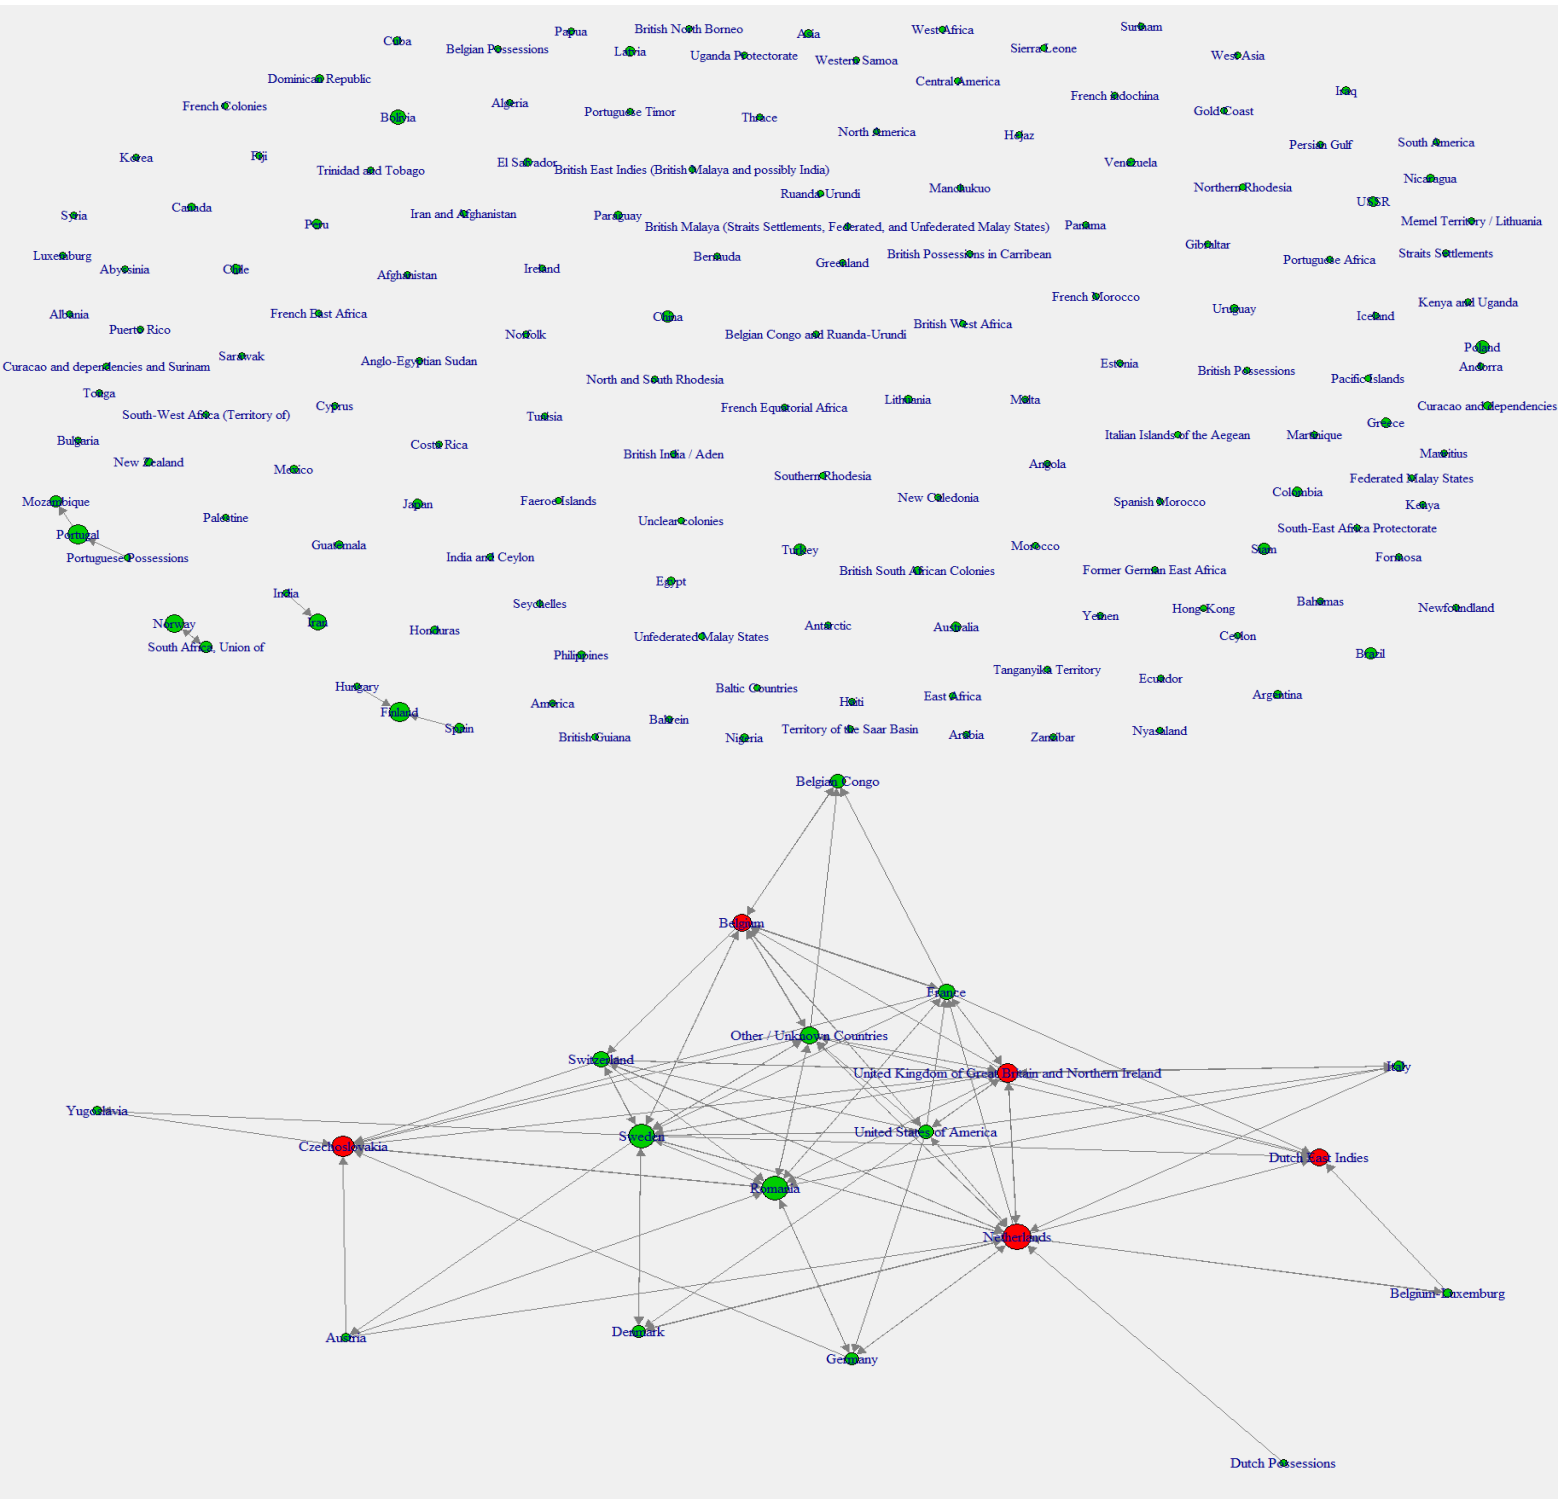 Cuba
Papua
British North Borneo
Asia
West Africa
Surinam
Belgian Possessions
Latvia
Uganda Protectorate
Western Samoa
Sierra Leone
West Asia
Dominican Republic
Central America
French Indochina
Iraq
French Colonies
Algeria
Bolivia
Portuguese Timor
Thrace
Gold Coast
North America
Hejaz
Persian Gulf
South America
Korea
Fiji
Trinidad and Tobago
El Salvador
British East Indies (British Malaya and possibly India)
Venezuela
Nicaragua
Ruanda-Urundi
Manchukuo
Northern Rhodesia
USSR
Syria
Canada
Peru
Iran and Afghanistan
Paraguay
British Malaya (Straits Settlements, Federated, and Unfederated Malay States)
Panama
Memel Territory / Lithuania
Luxemburg
Abyssinia
Chile
Afghanistan
Ireland
Bermuda
Greenland
British Possessions in Carribean
Gibraltar
Portuguese Africa
Straits Settlements
French Morocco
Albania
Puerto Rico
French East Africa
Norfolk
China
Belgian Congo and Ruanda-Urundi
British West Africa
Uruguay
Iceland
Kenya and Uganda
Curacao and dependencies and Surinam
Sarawak
Anglo-Egyptian Sudan
Estonia
British Possessions
Poland
Andorra
Pacific Islands
Tonga
North and South Rhodesia
South-West Africa (Territory of)
Cyprus
Tunisia
French Equatorial Africa
Lithuania
Malta
Curacao and dependencies
Greece
Bulgaria
Costa Rica
British India / Aden
Italian Islands of the Aegean
Martinique
Mauritius
New Zealand
Mexico
Southern Rhodesia
Angola
Federated Malay States
Mozambique
Japan
Faeroe Islands
New Caledonia
Spanish Morocco
Colombia
Kenya
Palestine
Unclear colonies
South-East Africa Protectorate
Portugal
Portuguese Possessions
Guatemala
India and Ceylon
Turkey
Morocco
Siam
Formosa
British South African Colonies
Former German East Africa
India
Egypt
Seychelles
Yemen
Hong-Kong
Bahamas
Newfoundland
Norway
Iran
Honduras
Unfederated Malay States
Antarctic
Australia
Ceylon
South Africa, Union of
Philippines
Brazil
Hungary
Baltic Countries
Tanganyika Territory
Ecuador
Argentina
Finland
America
Haiti
East Africa
Spain
British Guiana
Bahrein
Nigeria
Territory of the Saar Basin
Arabia
Zanzibar
Nyasaland
Belgian Congo
Belgium
France
Other / Unknown Countries
Switzerland
United Kingdom of Great Britain and Northern Ireland
Italy
Yugoslavia
Czechoslovakia
Sweden
United States of America
Dutch East Indies
Romania
Netherlands
Belgium-Luxemburg
Austria
Denmark
Germany
Dutch Possessions